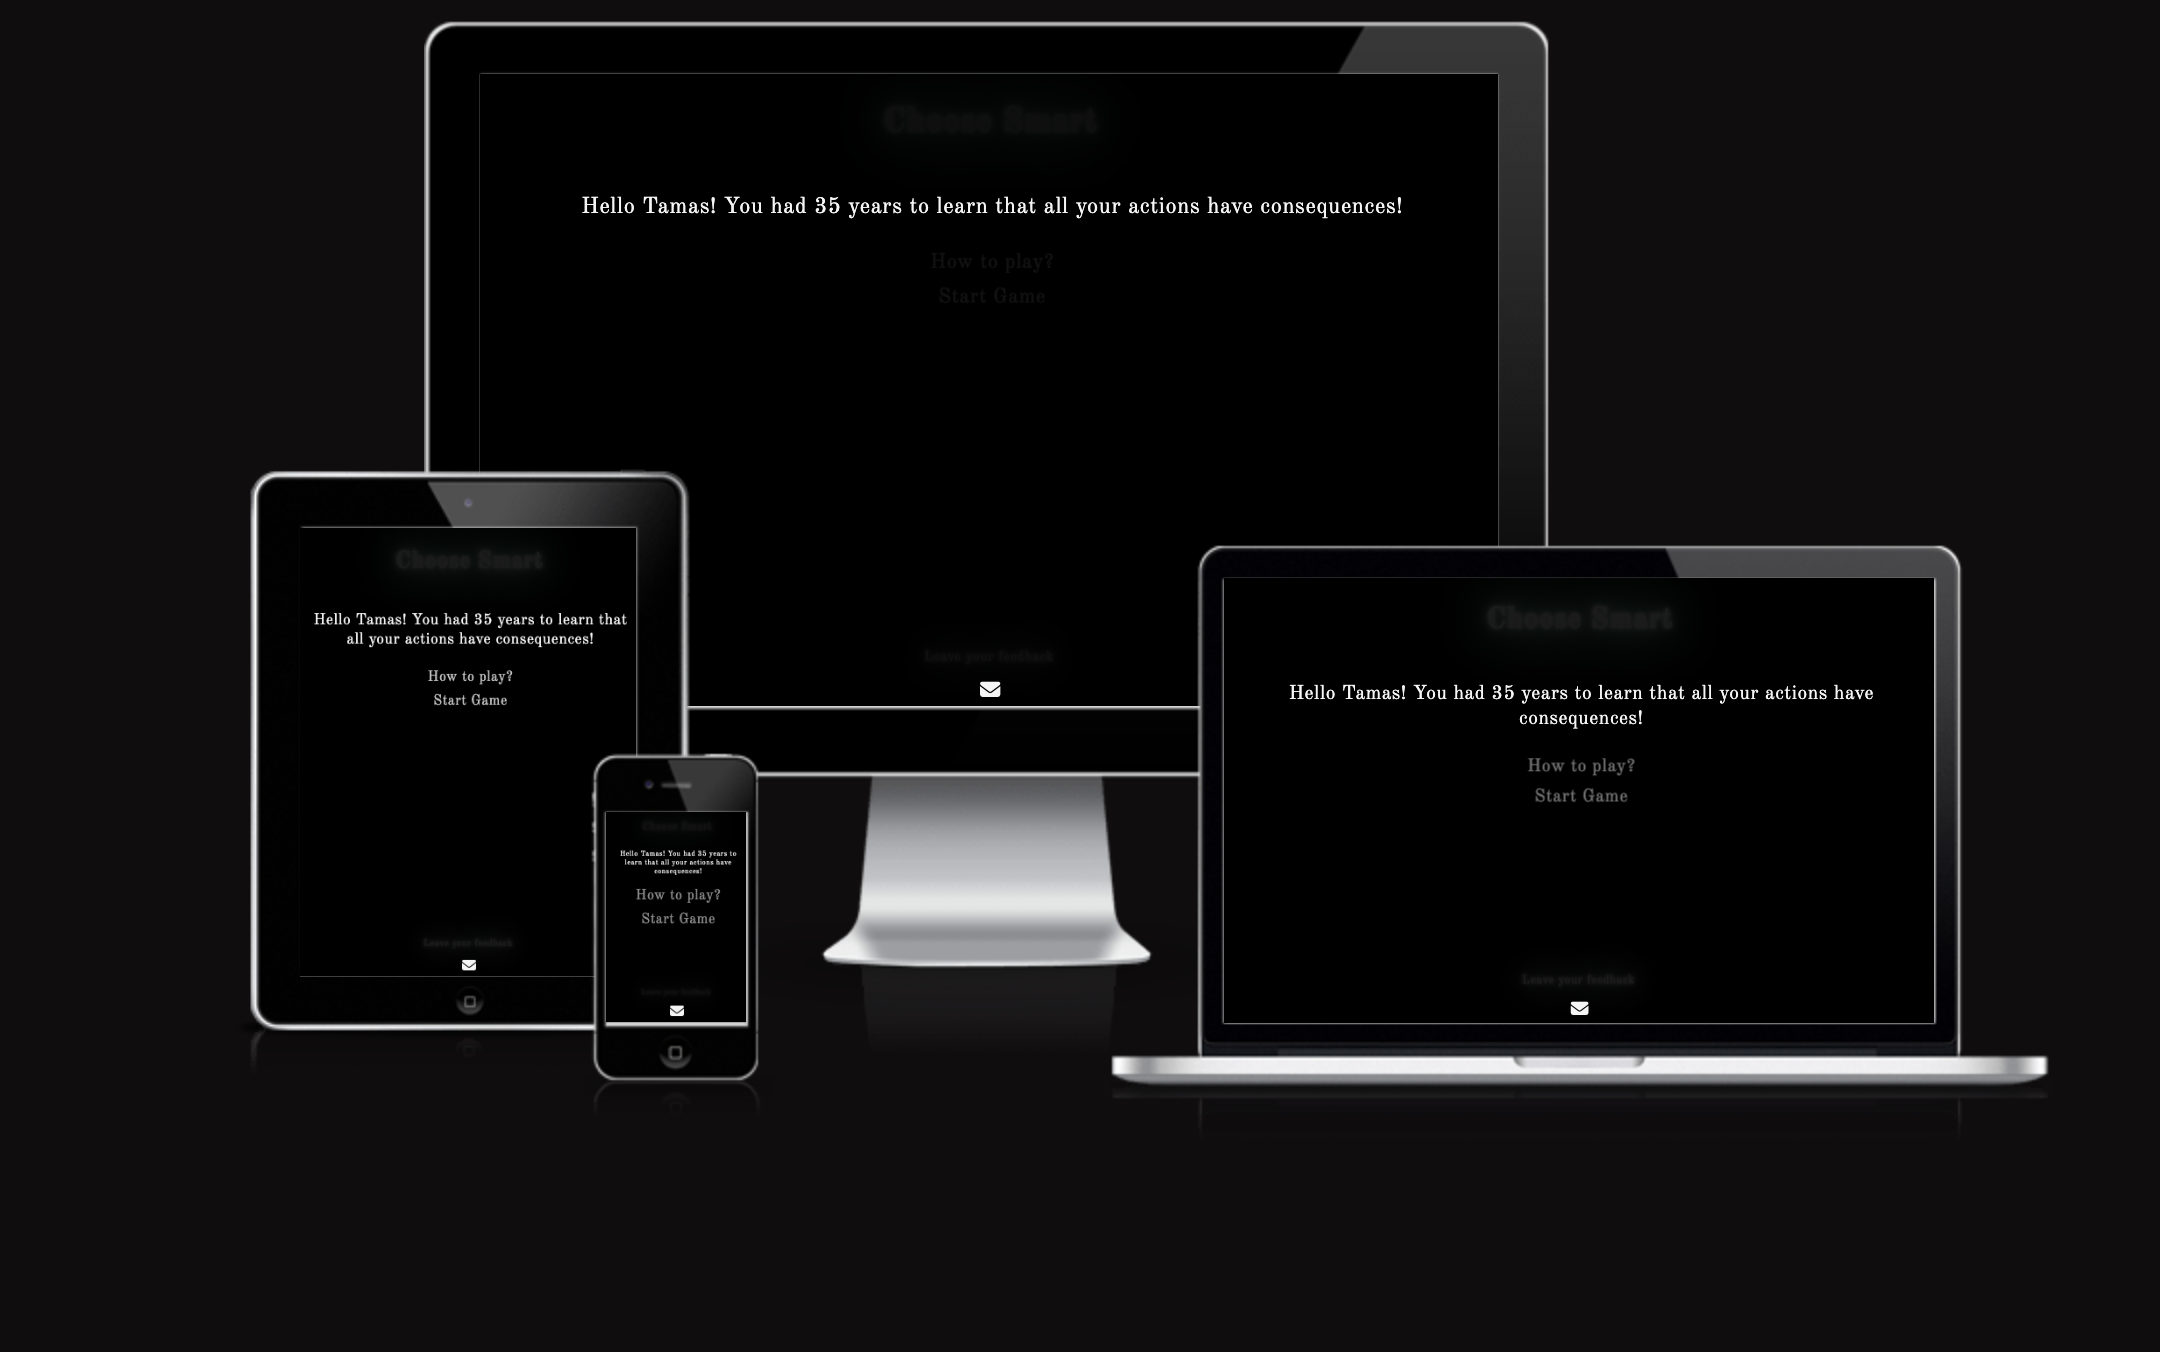 Choose Smart
Hello Tamas! You had 35 years to learn that all your actions have consequences!
How to play?
Start Game
Leave your feedback
Choose Smart
Hello Tamas! You had 35 years to learn that
all your actions have consequences!
How to play?
Start Game
Leave your feedback
Choose Smart
Hello Tamas! You had 35 years to
learn that all your actions have
consequences!
How to play?
Start Game
Leave your feedback
Choose Smart
Hello Tamas! You had 35 years to learn that all your actions have
consequences!
How to play?
Start Game
Leave your feedback